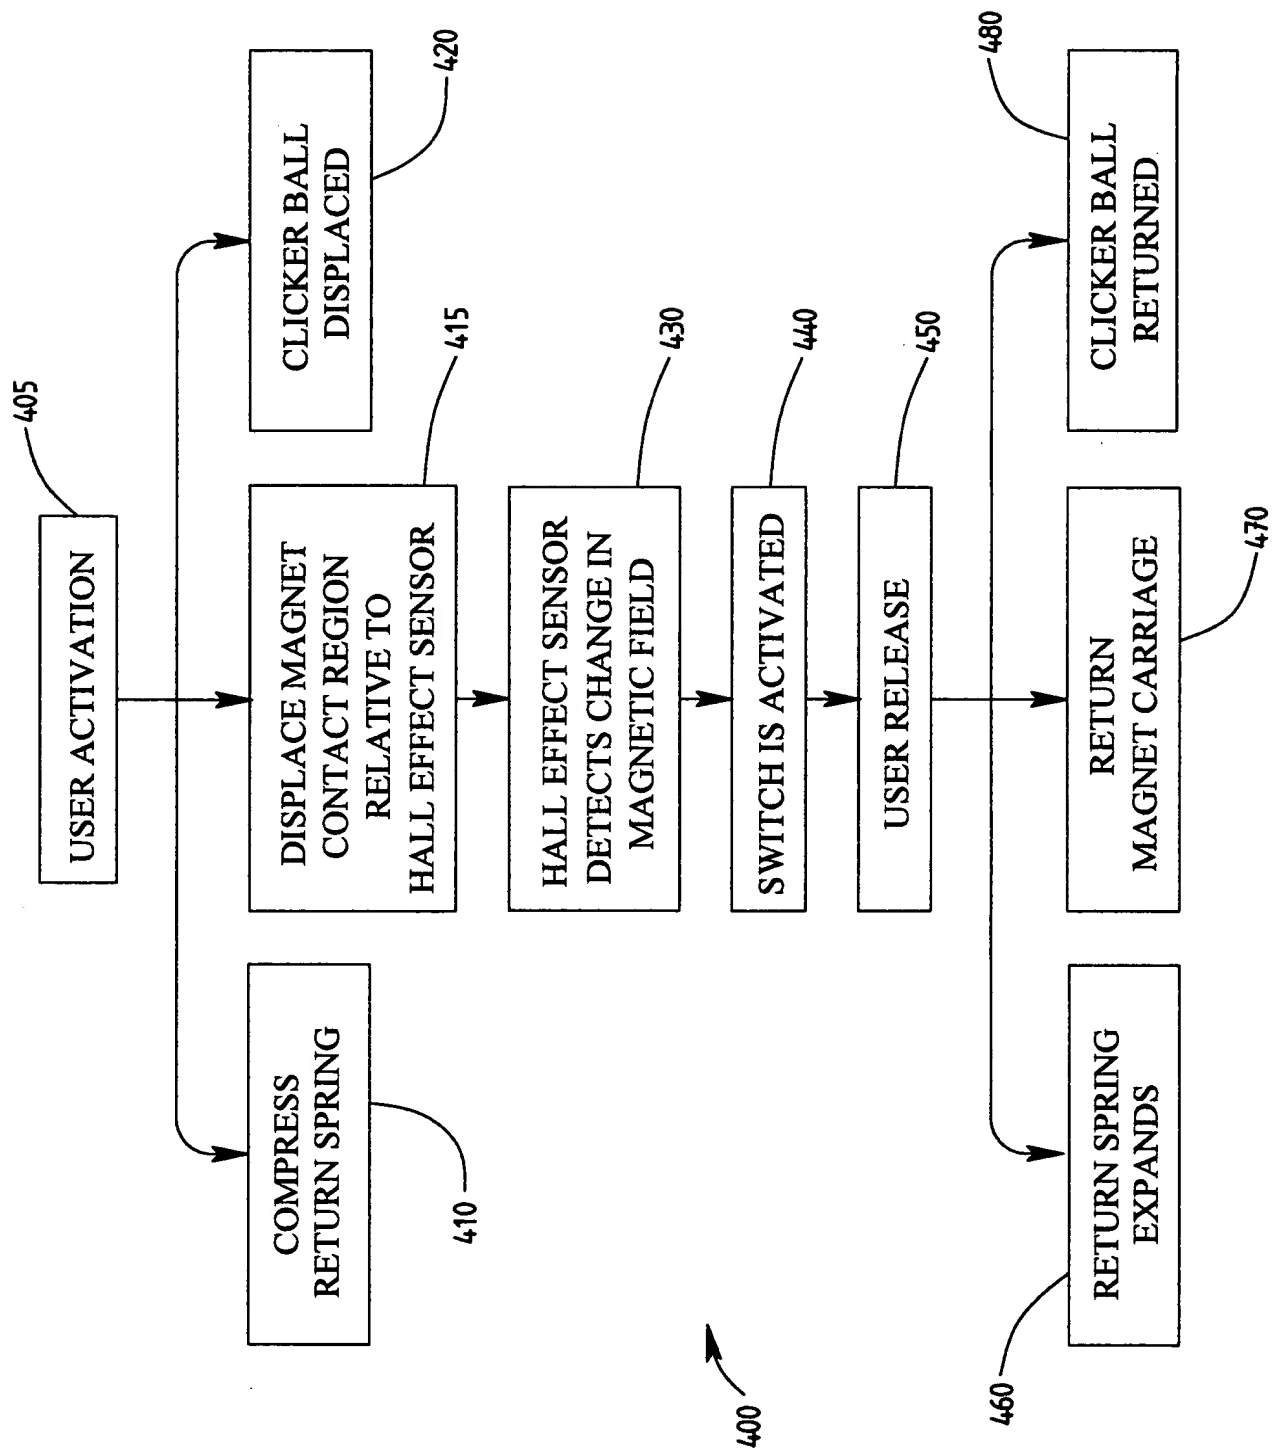 405
USER ACTIVATION
COMPRESS
RETURN SPRING
410
DISPLACE MAGNET
CONTACT REGION
RELATIVE TO
HALL EFFECT SENSOR
415
CLICKER BALL
DISPLACED
420
HALL EFFECT SENSOR
DETECTS CHANGE IN
MAGNETIC FIELD
430
SWITCH IS ACTIVATED
440
USER RELEASE
450
RETURN SPRING
EXPANDS
460
RETURN
MAGNET CARRIAGE
470
CLICKER BALL
RETURNED
480
400